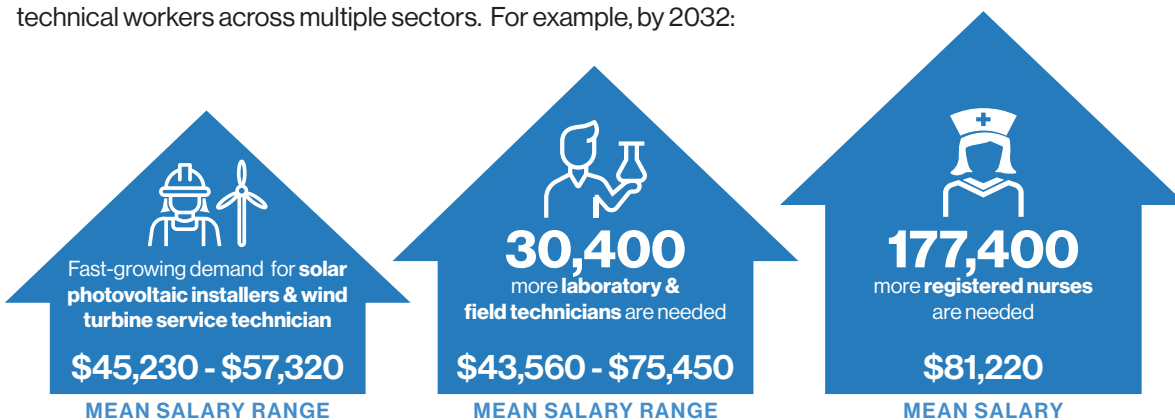 technical workers across multiple sectors. For example, by 2032:
Fast-growing demand for solar
photovoltaic installers & wind
turbine service technician
$45,230 - $57,320
MEAN SALARY RANGE
30,400
more laboratory &
field technicians are needed
$43,560 - $75,450
MEAN SALARY RANGE
177,400
more registered nurses
are needed
$81,220
MEAN SALARY